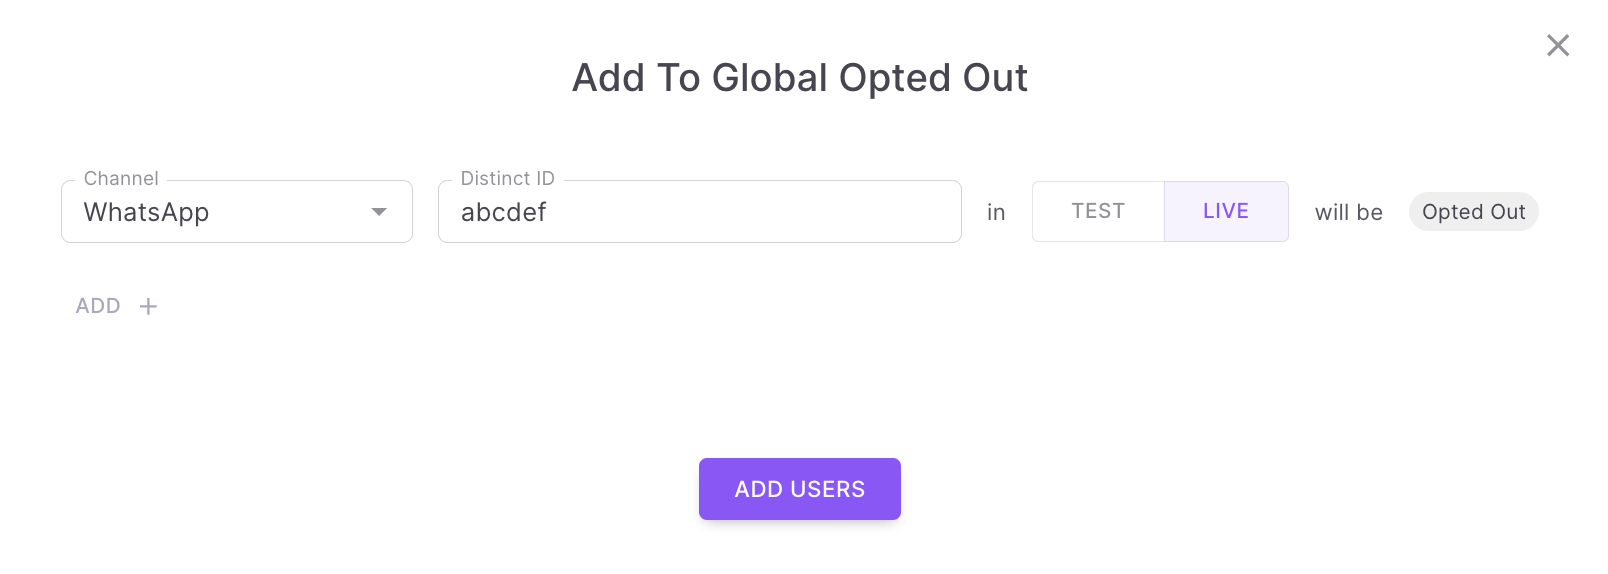 Add To Global Opted Out
Channel
WhatsApp
Distinct ID
abcdef
in
TEST
LIVE
will be
Opted Out
ADD +
ADD USERS